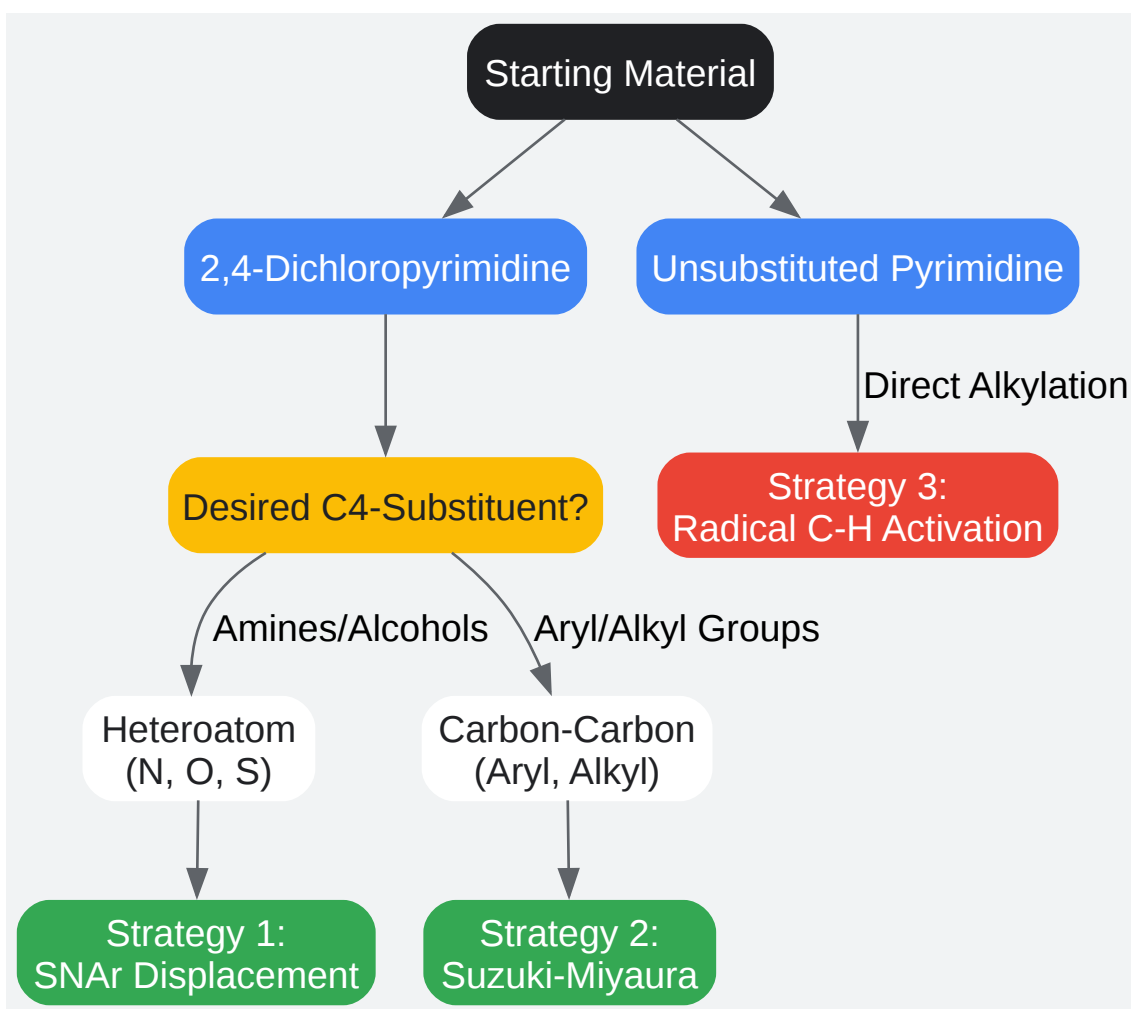 Starting Material
2,4-Dichloropyrimidine
Unsubstituted Pyrimidine
Direct Alkylation
Desired C4-Substituent?
Strategy 3:
Radical C-H Activation
Amines/Alcohols
Aryl/Alkyl Groups
Heteroatom
(N, O, S)
Carbon-Carbon
(Aryl, Alkyl)
Strategy 1:
SNAr Displacement
Strategy 2:
Suzuki-Miyaura